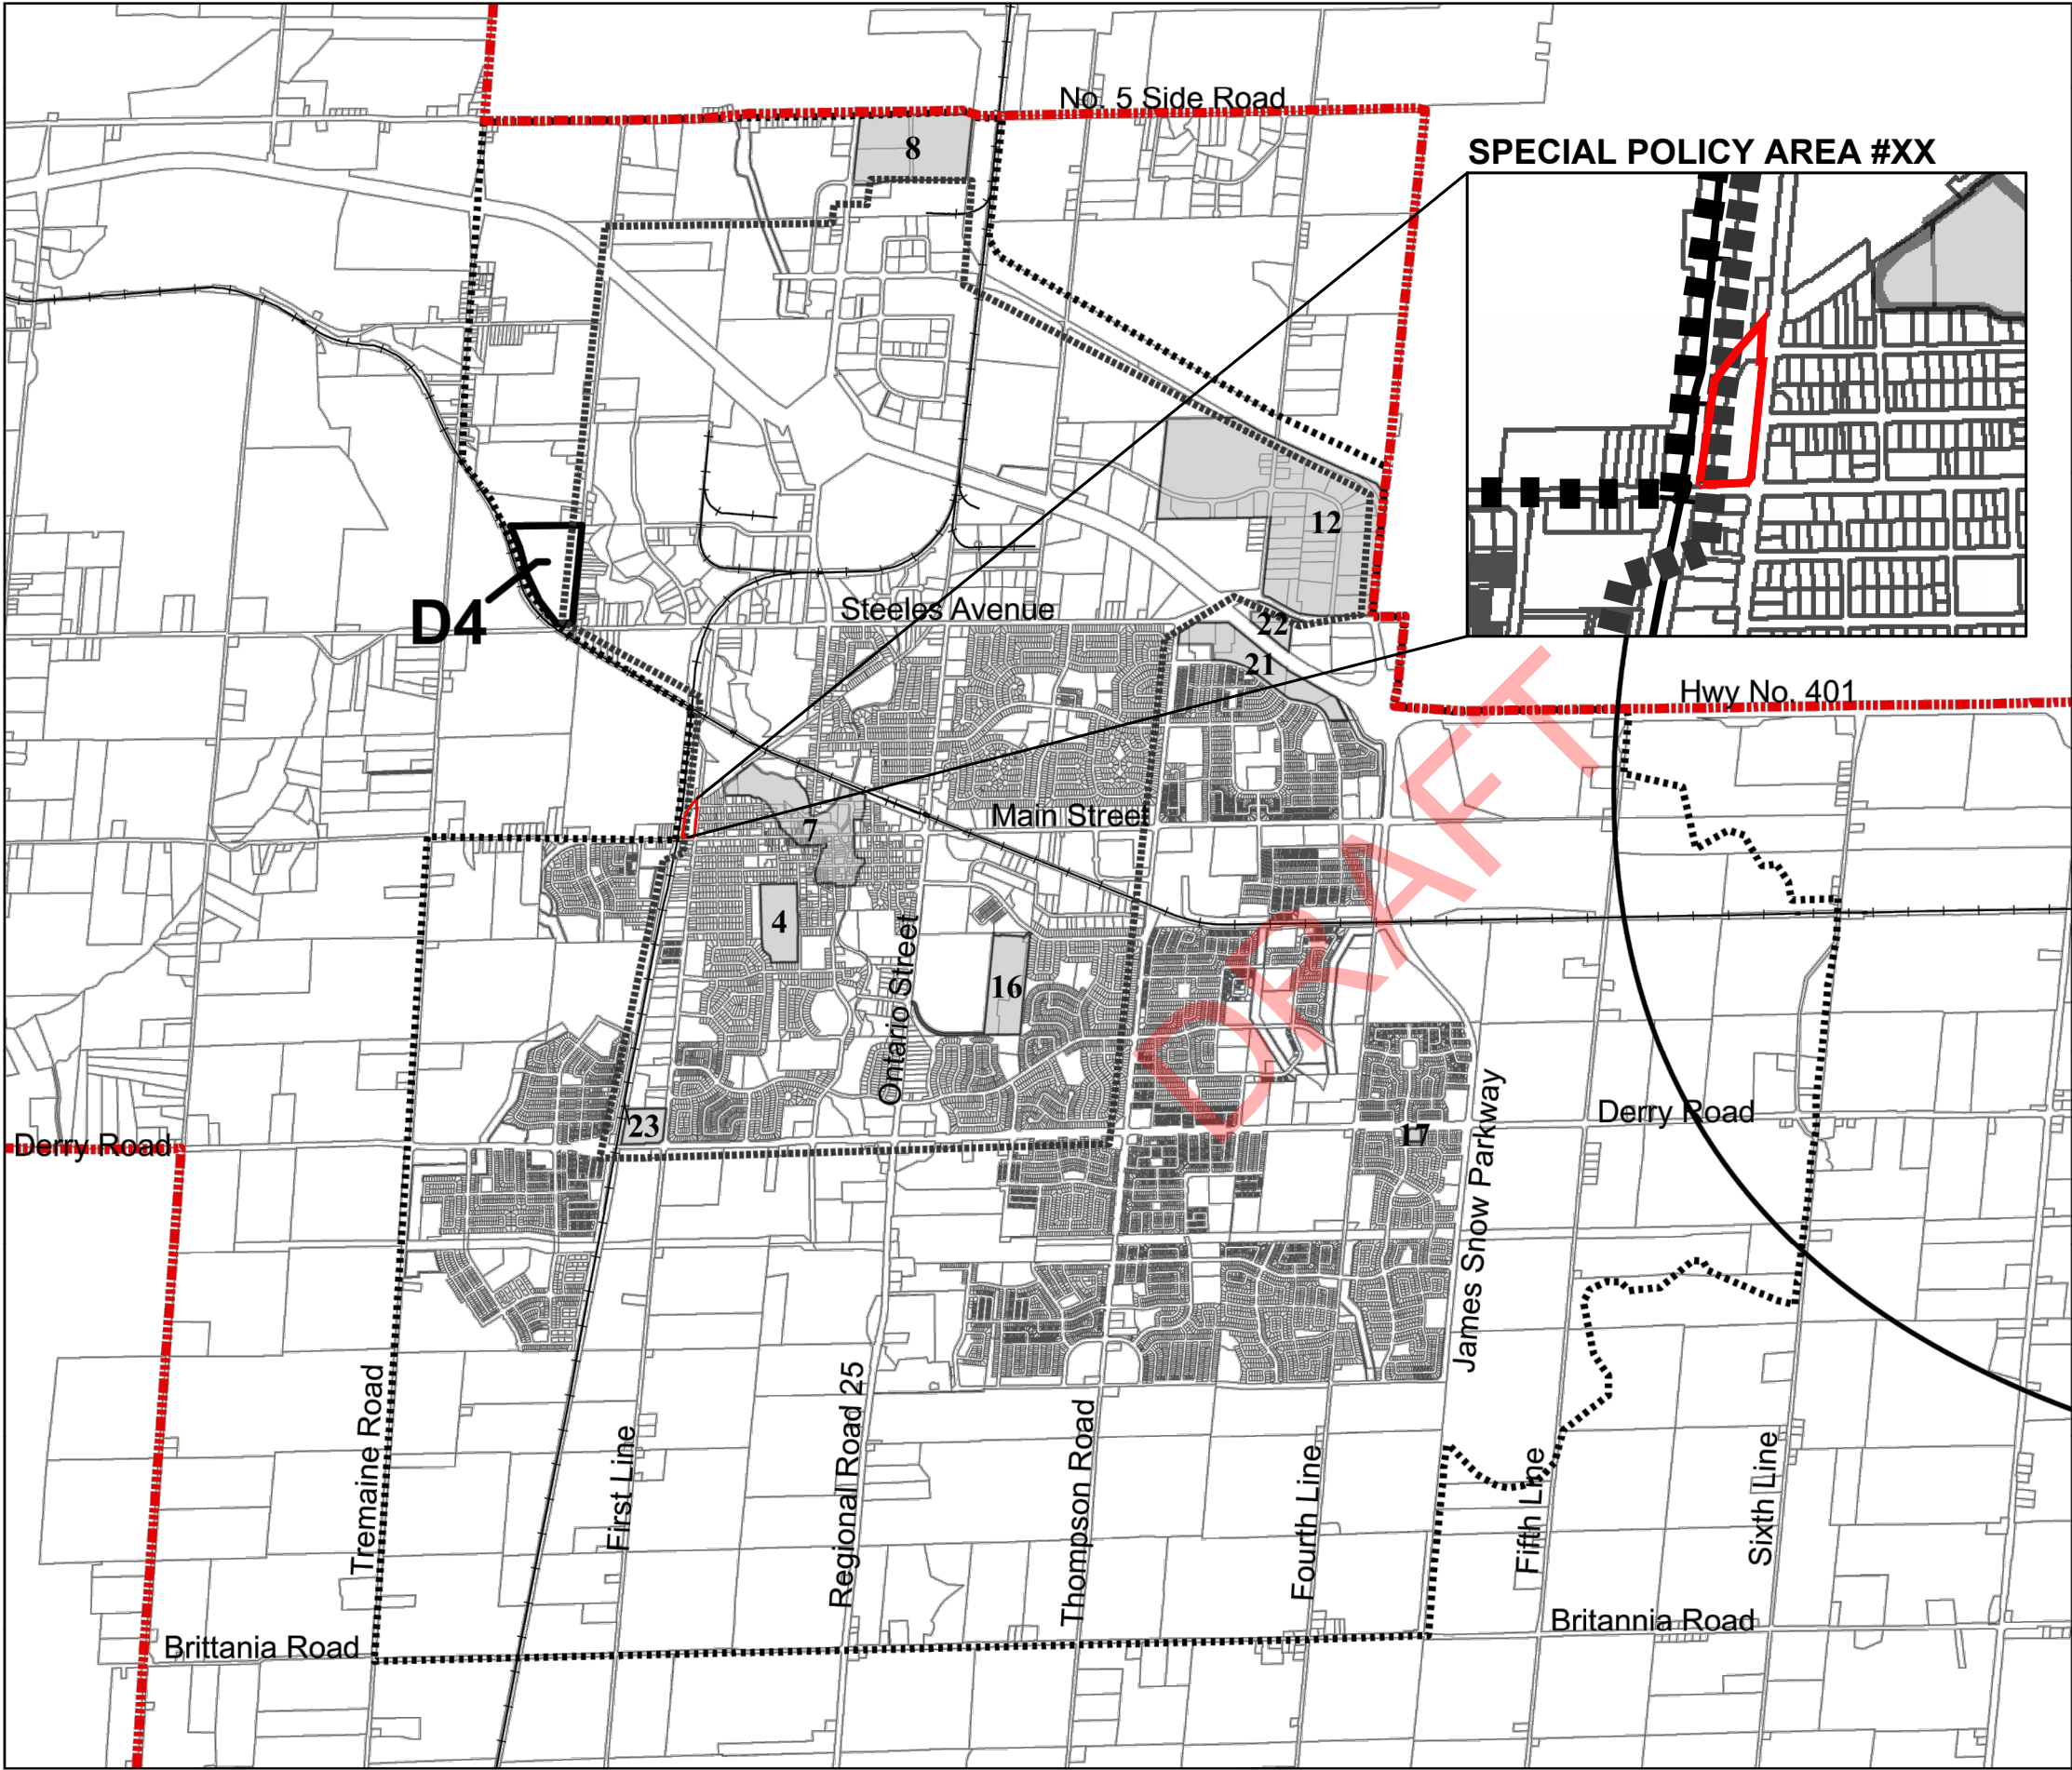 No. 5 Side Road
8
SPECIAL POLICY AREA #XX
12
D4
Steeles Avenue
22
21
Hwy No. 401
Main Street
7
4
Ontario Street
16
DRAFT
23
Derry Road
Derry Road
17
James Snow Parkway
Tremaine Road
First Line
Regional Road 25
Thompson Road
Fourth Line
Fifth Line
Sixth Line
Brittania Road
Britannia Road